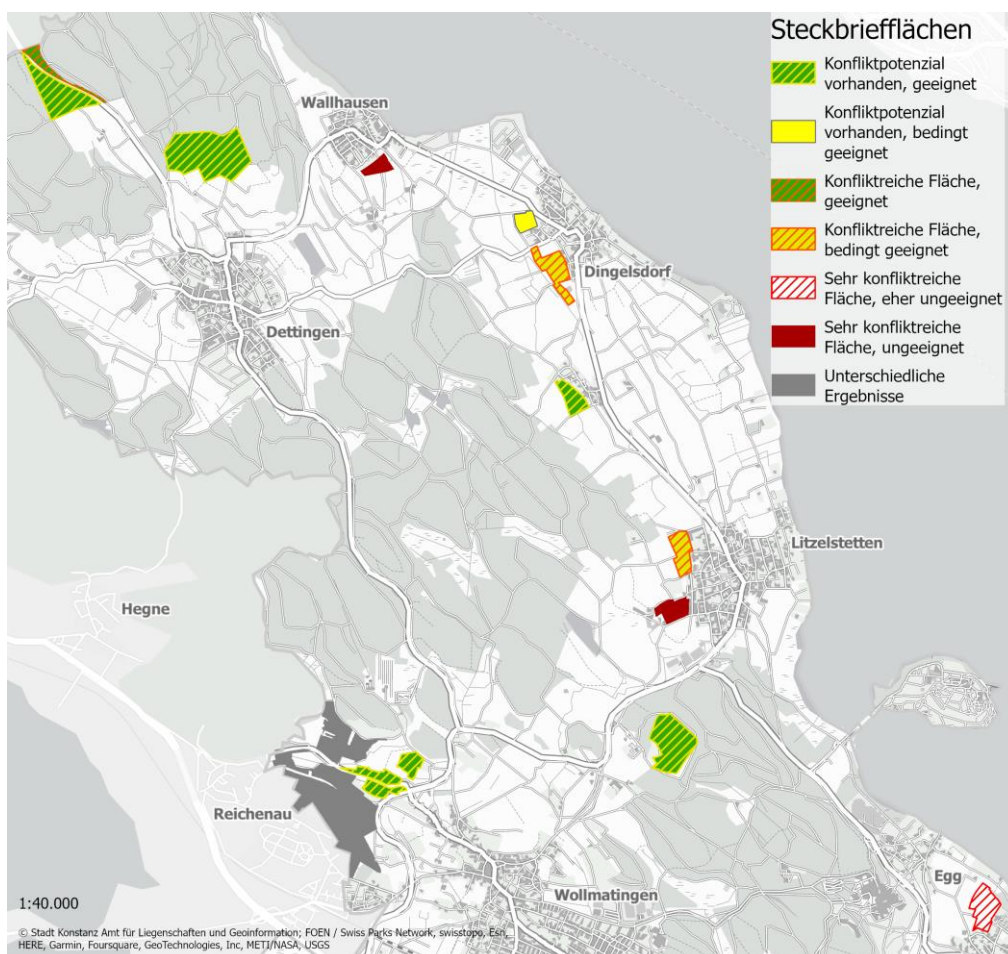 Steckbriefflächen
Konfliktpotenzial
vorhanden, geeignet
Konfliktpotenzial
vorhanden, bedingt
geeignet
Konfliktreiche Fläche,
geeignet
Konfliktreiche Fläche,
bedingt geeignet
Sehr konfliktreiche
Fläche, eher ungeeignet
Sehr konfliktreiche
Fläche, ungeeignet
Unterschiedliche
Ergebnisse
Wallhausen
Dingelsdorf
Dettingen
Litzelstetten
Hegne
Reichenau
Egg
Wollmatingen
1:40.000
© Stadt Konstanz Amt für Liegenschaften und Geoinformation; FOEN / Swiss Parks Network, swisstopo, Esri,
HERE, Garmin, Foursquare, GeoTechnologies, Inc, METI/NASA, USGS